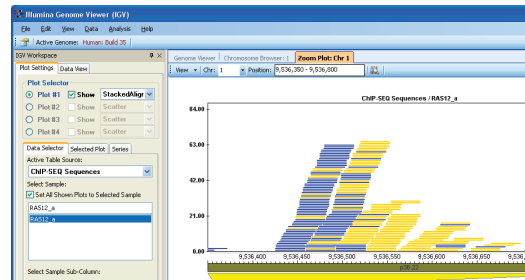 Illumina Genome Viewer (IGV)
File Edit View Data Analysis Help
Active Genome: Human: Build 35
IGV Workspace
Plot Settings Data View
Plot Selector
Plot #1 Show StackedAligr
Plot #2 Show Scatter
Plot #3 Show Scatter
Plot #4 Show Scatter
Data Selector Selected Plot Series
Active Table Source:
ChIP-SEQ Sequences
Select Sample:
Set All Shown Plots to Selected Sample
RAS12_a
RAS12_a
Select Sample Sub-Column:
Genome Viewer Chromosome Browser: 1 Zoom Plot: Chr 1
View Chr: 1 Position: 9,536,350 - 9,536,800
ChIP-SEQ Sequences / RAS12_a
84.00
63.00
42.00
21.00
0.00
9,536,400 9,536,450 9,536,500 9,536,550 9,536,600 9,536,650 9,536,700 9,536,750
p36.22